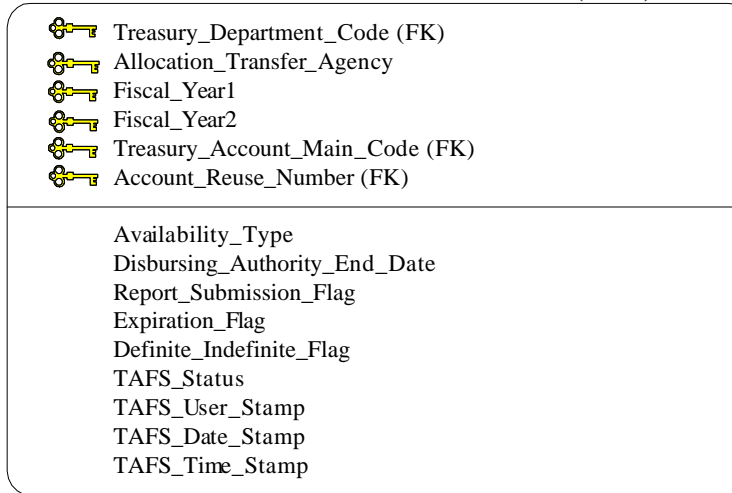 Treasury_Department_Code (FK)
Allocation_Transfer_Agency
Fiscal_Year1
Fiscal_Year2
Treasury_Account_Main_Code (FK)
Account_Reuse_Number (FK)
Availability_Type
Disbursing_Authority_End_Date
Report_Submission_Flag
Expiration_Flag
Definite_Indefinite_Flag
TAFS_Status
TAFS_User_Stamp
TAFS_Date_Stamp
TAFS_Time_Stamp